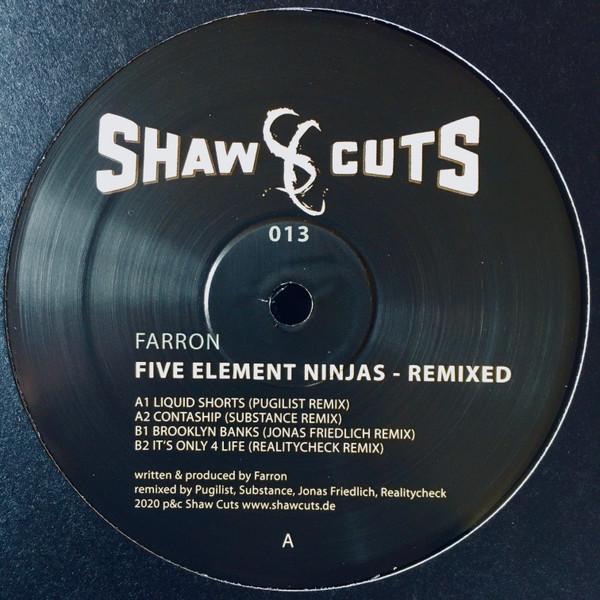 SHAW SC CUTS
013
FARRON
FIVE ELEMENT NINJAS - REMIXED
A1 LIQUID SHORTS (PUGILIST REMIX)
A2 CONTASHIP (SUBSTANCE REMIX)
B1 BROOKLYN BANKS (JONAS FRIEDLICH REMIX)
B2 IT'S ONLY 4 LIFE (REALITYCHECK REMIX)
written & produced by Farron
remixed by Pugilist, Substance, Jonas Friedlich, Realitycheck
2020 p&c Shaw Cuts www.shawcuts.de
A